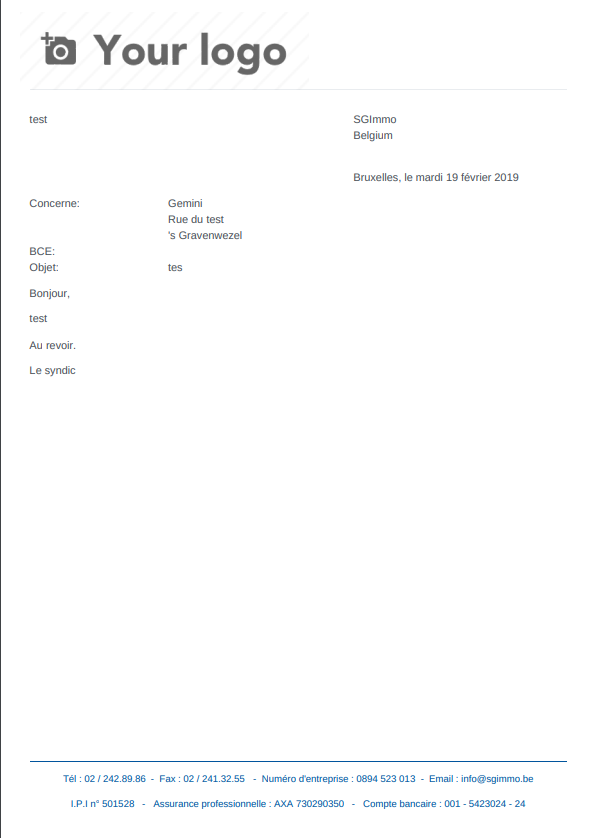 Your logo
test
SGImmo
Belgium
Bruxelles, le mardi 19 février 2019
Concerne: Gemini
Rue du test
's Gravenwezel
BCE:
Objet: tes
Bonjour,
test
Au revoir.
Le syndic
Tél : 02 / 242.89.86 - Fax : 02 / 241.32.55 - Numéro d'entreprise : 0894 523 013 - Email : info@sgimmo.be
I.P.I n° 501528 - Assurance professionnelle : AXA 730290350 - Compte bancaire : 001 - 5423024 - 24